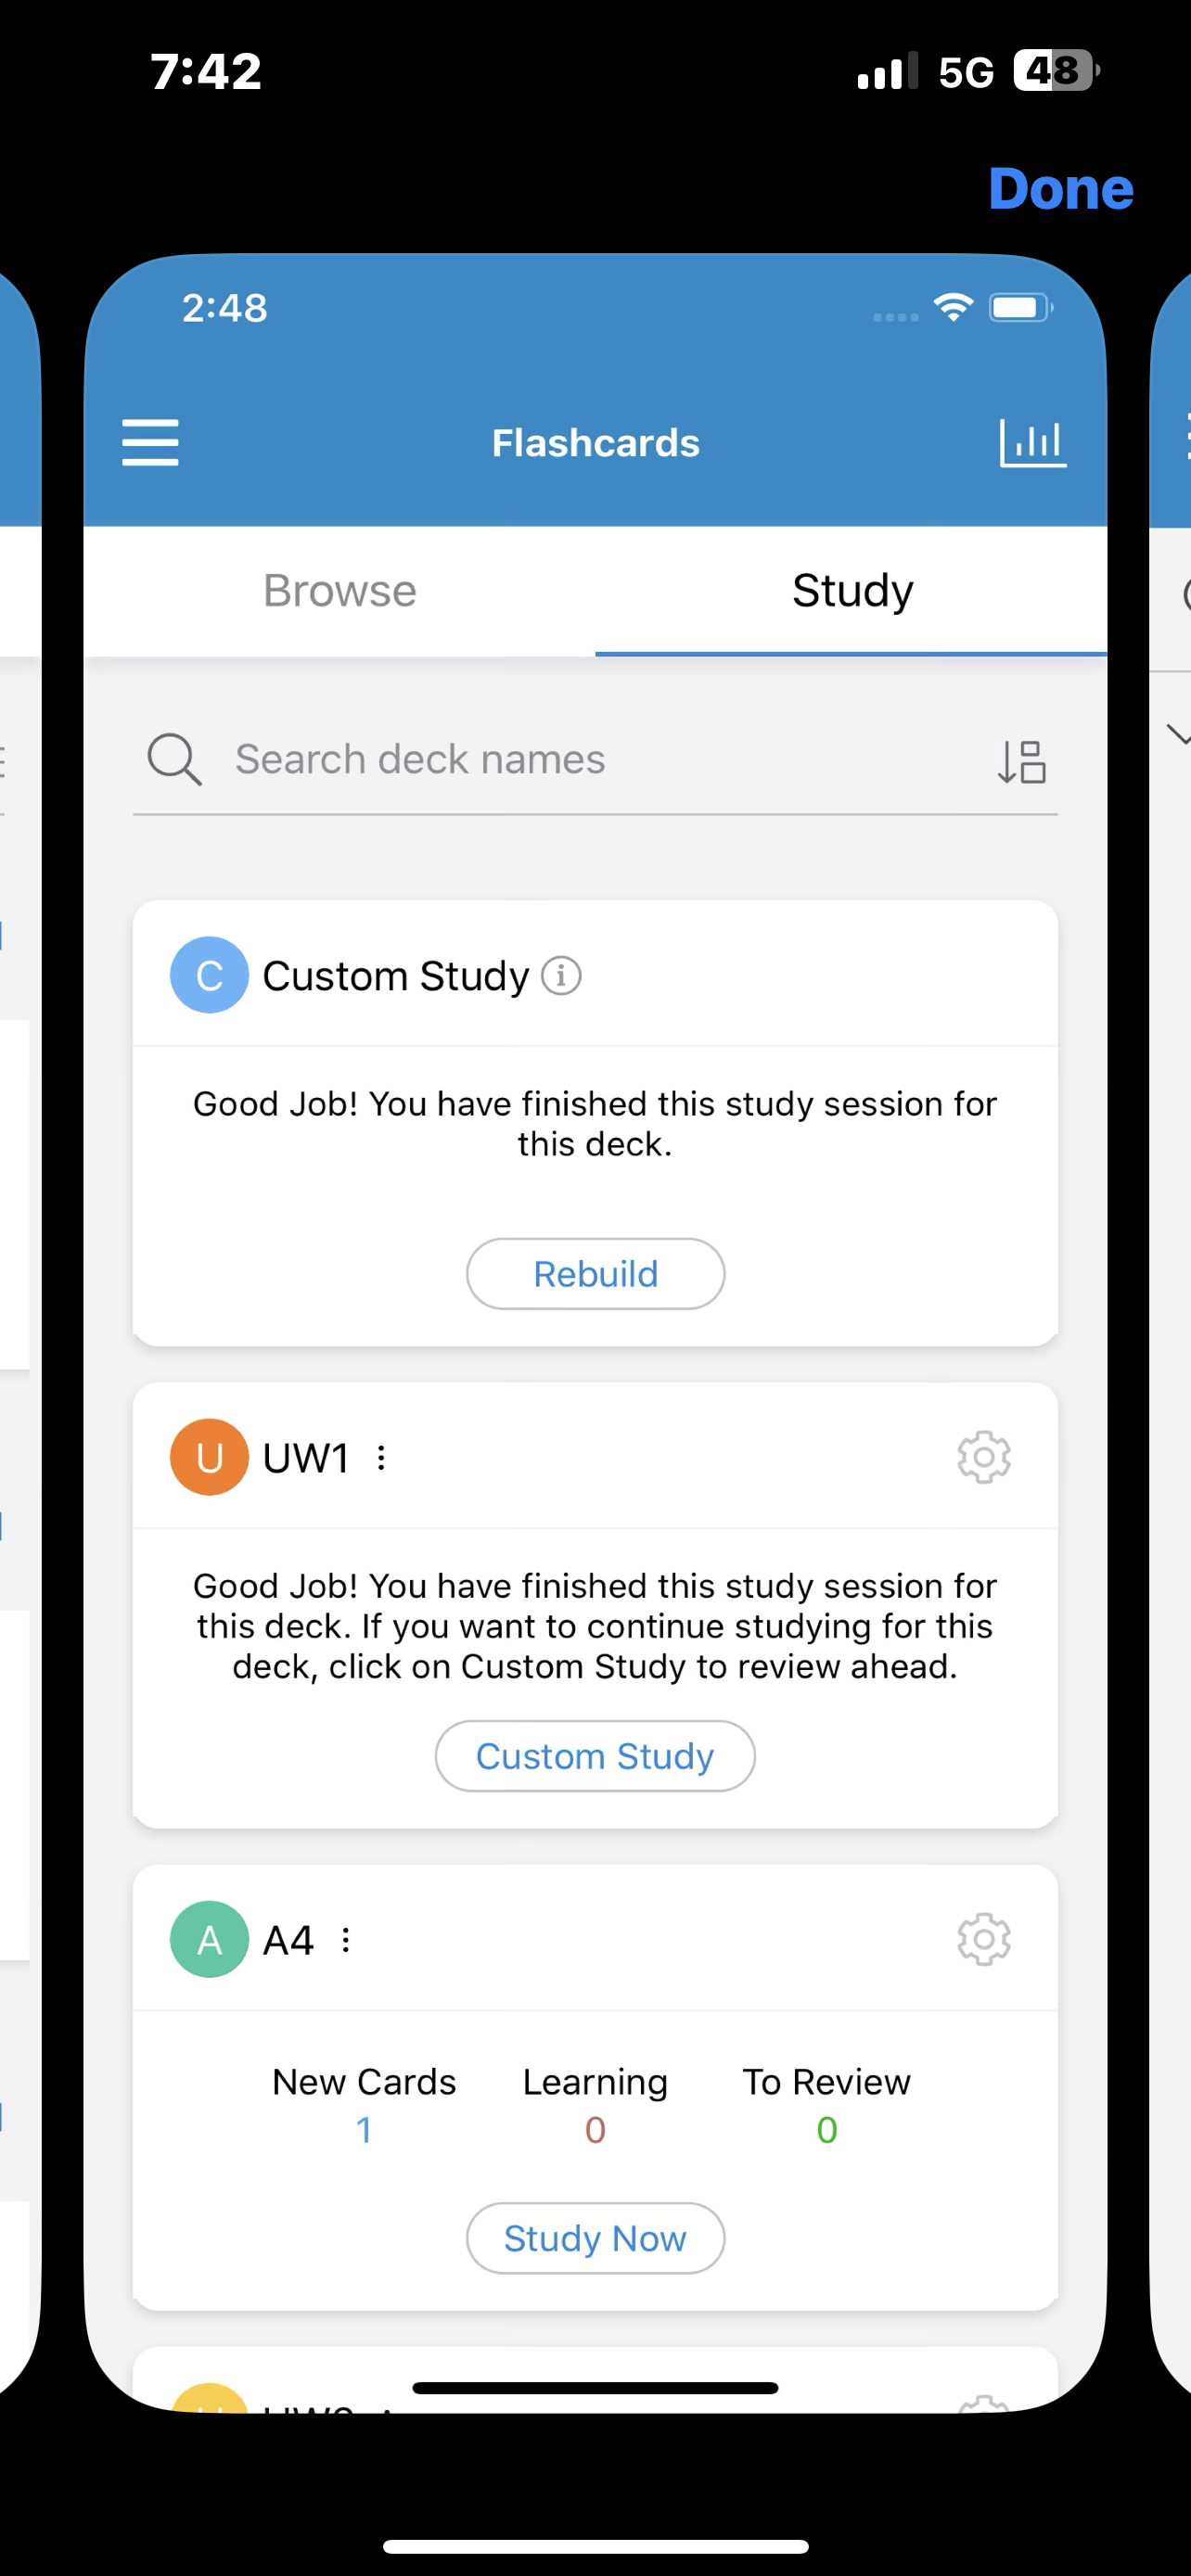 7:42
5G 48
Done
2:48
Flashcards
Browse
Study
Search deck names
C Custom Study i
Good Job! You have finished this study session for
this deck.
Rebuild
U UW1
Good Job! You have finished this study session for
this deck. If you want to continue studying for this
deck, click on Custom Study to review ahead.
Custom Study
A A4
New Cards Learning To Review
1 0 0
Study Now